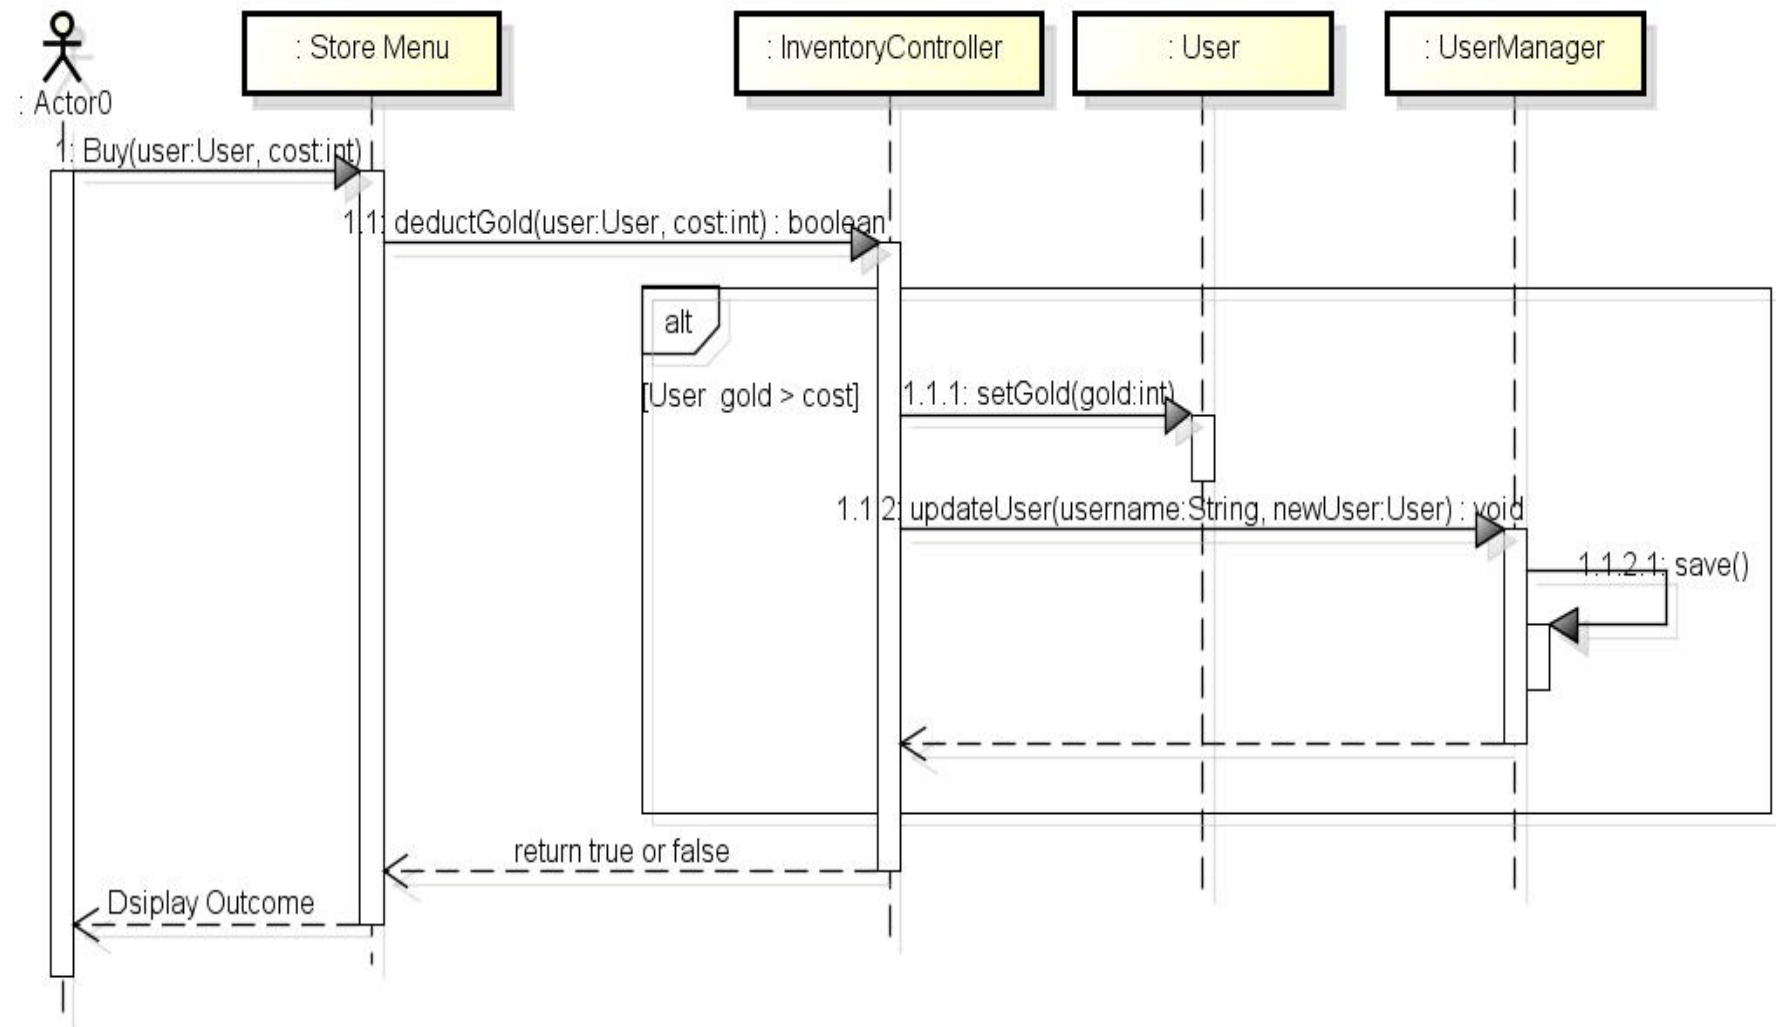 : Store Menu
: InventoryController
: User
: UserManager
: Actor0
1: Buy(user:User, cost:int)
1.1: deductGold(user:User, cost:int) : boolean
alt
[User  gold > cost]
1.1.1: setGold(gold:int)
1.1.2: updateUser(username:String, newUser:User) : void
1.1.2.1: save()
return true or false
Dsiplay Outcome